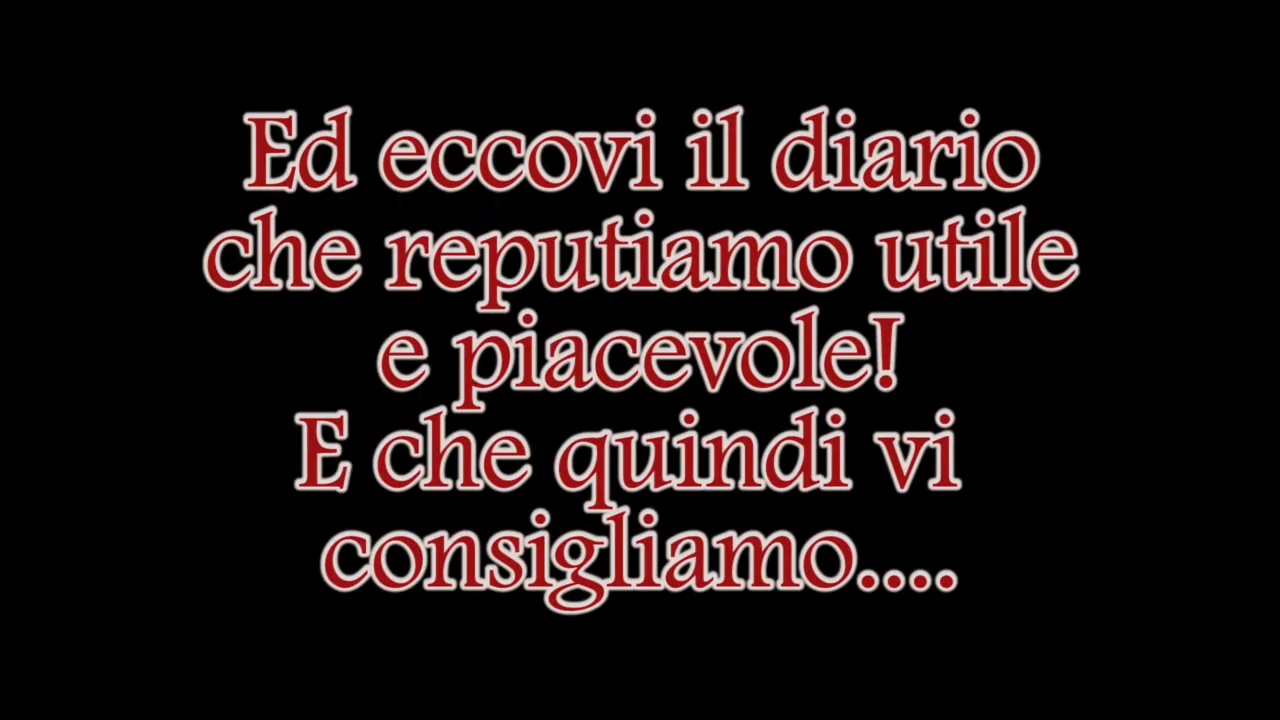 Ed eccovi il diario
che reputiamo utile
e piacevole!
E che quindi vi
consigliamo....